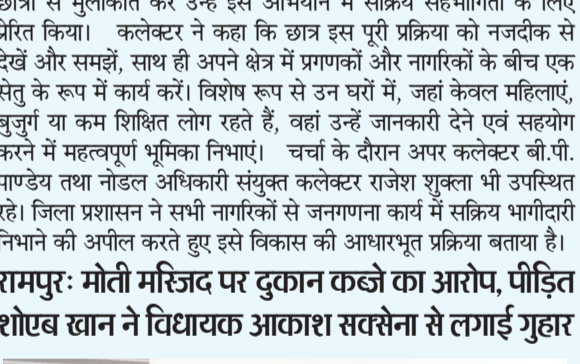 छात्रों से मुलाकात कर उन्हें इस अभियान में सक्रिय सहभागिता के लिए
प्रेरित किया। कलेक्टर ने कहा कि छात्र इस पूरी प्रक्रिया को नजदीक से
देखें और समझें, साथ ही अपने क्षेत्र में प्रगणकों और नागरिकों के बीच एक
सेतु के रूप में कार्य करें। विशेष रूप से उन घरों में, जहां केवल महिलाएं,
बुजुर्ग या कम शिक्षित लोग रहते हैं, वहां उन्हें जानकारी देने एवं सहयोग
करने में महत्वपूर्ण भूमिका निभाएं। चर्चा के दौरान अपर कलेक्टर बी.पी.
पाण्डेय तथा नोडल अधिकारी संयुक्त कलेक्टर राजेश शुक्ला भी उपस्थित
रहे। जिला प्रशासन ने सभी नागरिकों से जनगणना कार्य में सक्रिय भागीदारी
निभाने की अपील करते हुए इसे विकास की आधारभूत प्रक्रिया बताया है।
रामपुरः मोती मस्जिद पर दुकान कब्जे का आरोप, पीड़ित
शोएब खान ने विधायक आकाश सक्सेना से लगाई गुहार